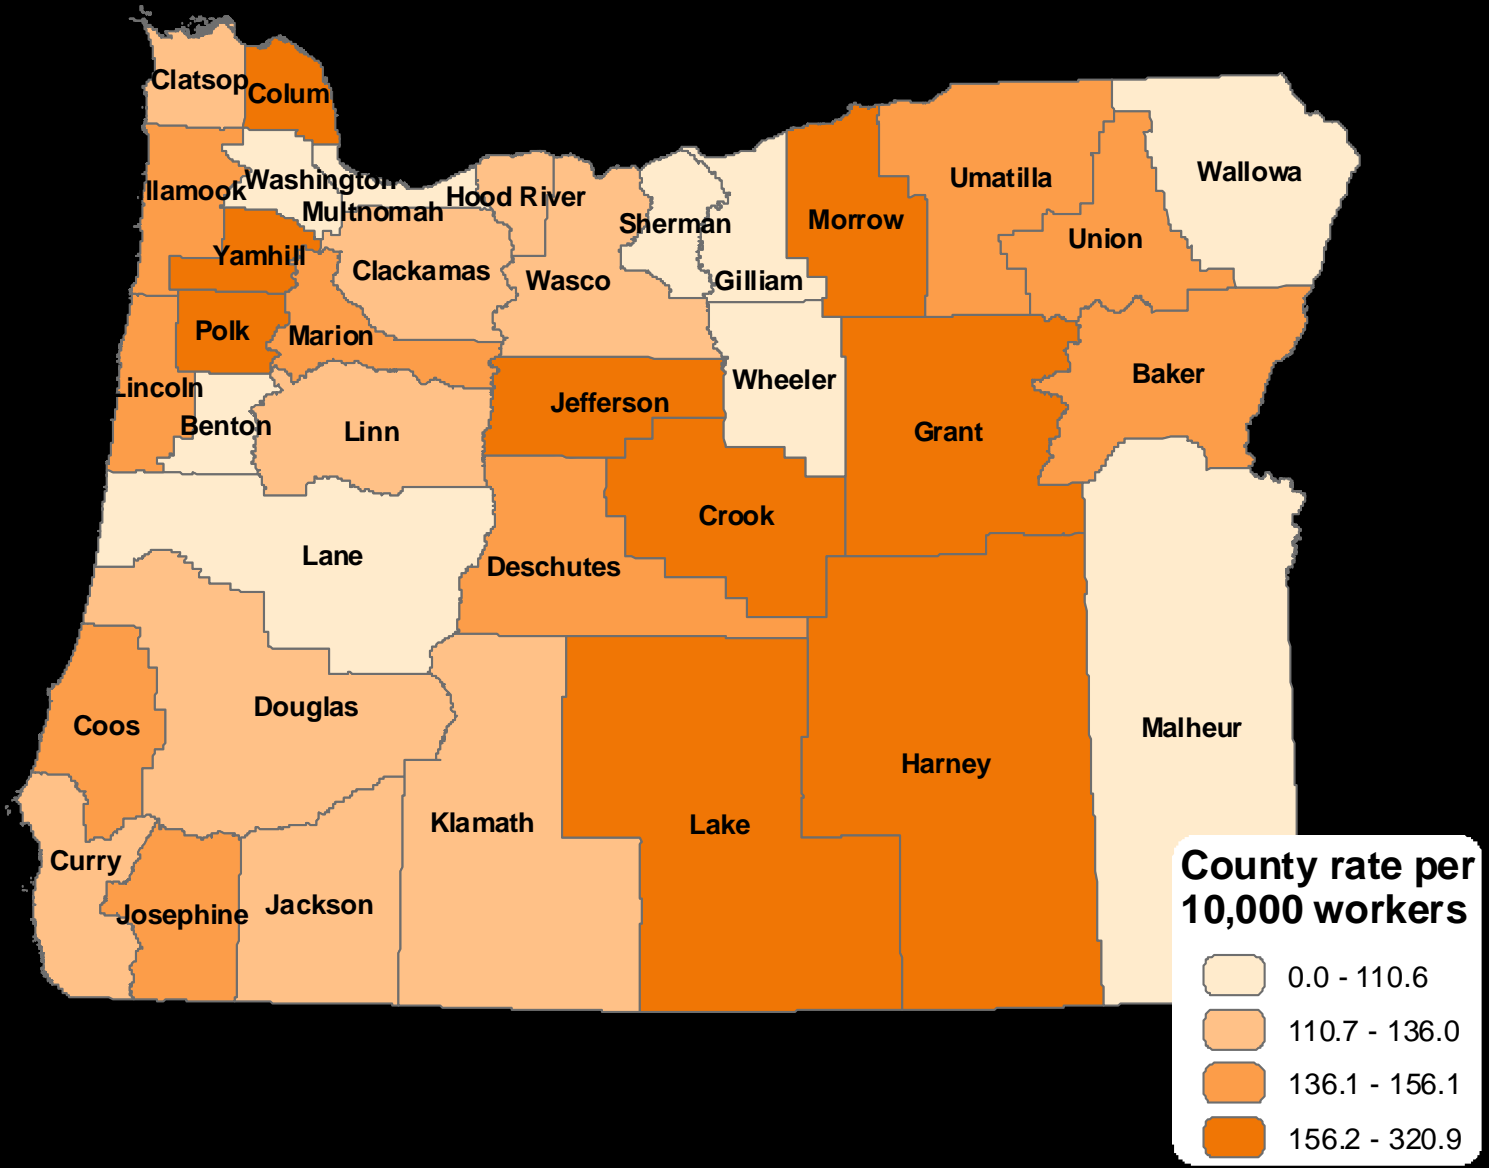 Clatsop
Colum
llamook
Washington
Multnomah
Hood River
Sherman
Gilliam
Morrow
Umatilla
Union
Wallowa
Yamhill
Clackamas
Wasco
Polk
Marion
Lincoln
Benton
Linn
Jefferson
Wheeler
Grant
Baker
Crook
Lane
Deschutes
Coos
Douglas
Malheur
Harney
Klamath
Lake
Curry
Josephine
Jackson
County rate per
10,000 workers
0.0 - 110.6
110.7 - 136.0
136.1 - 156.1
156.2 - 320.9